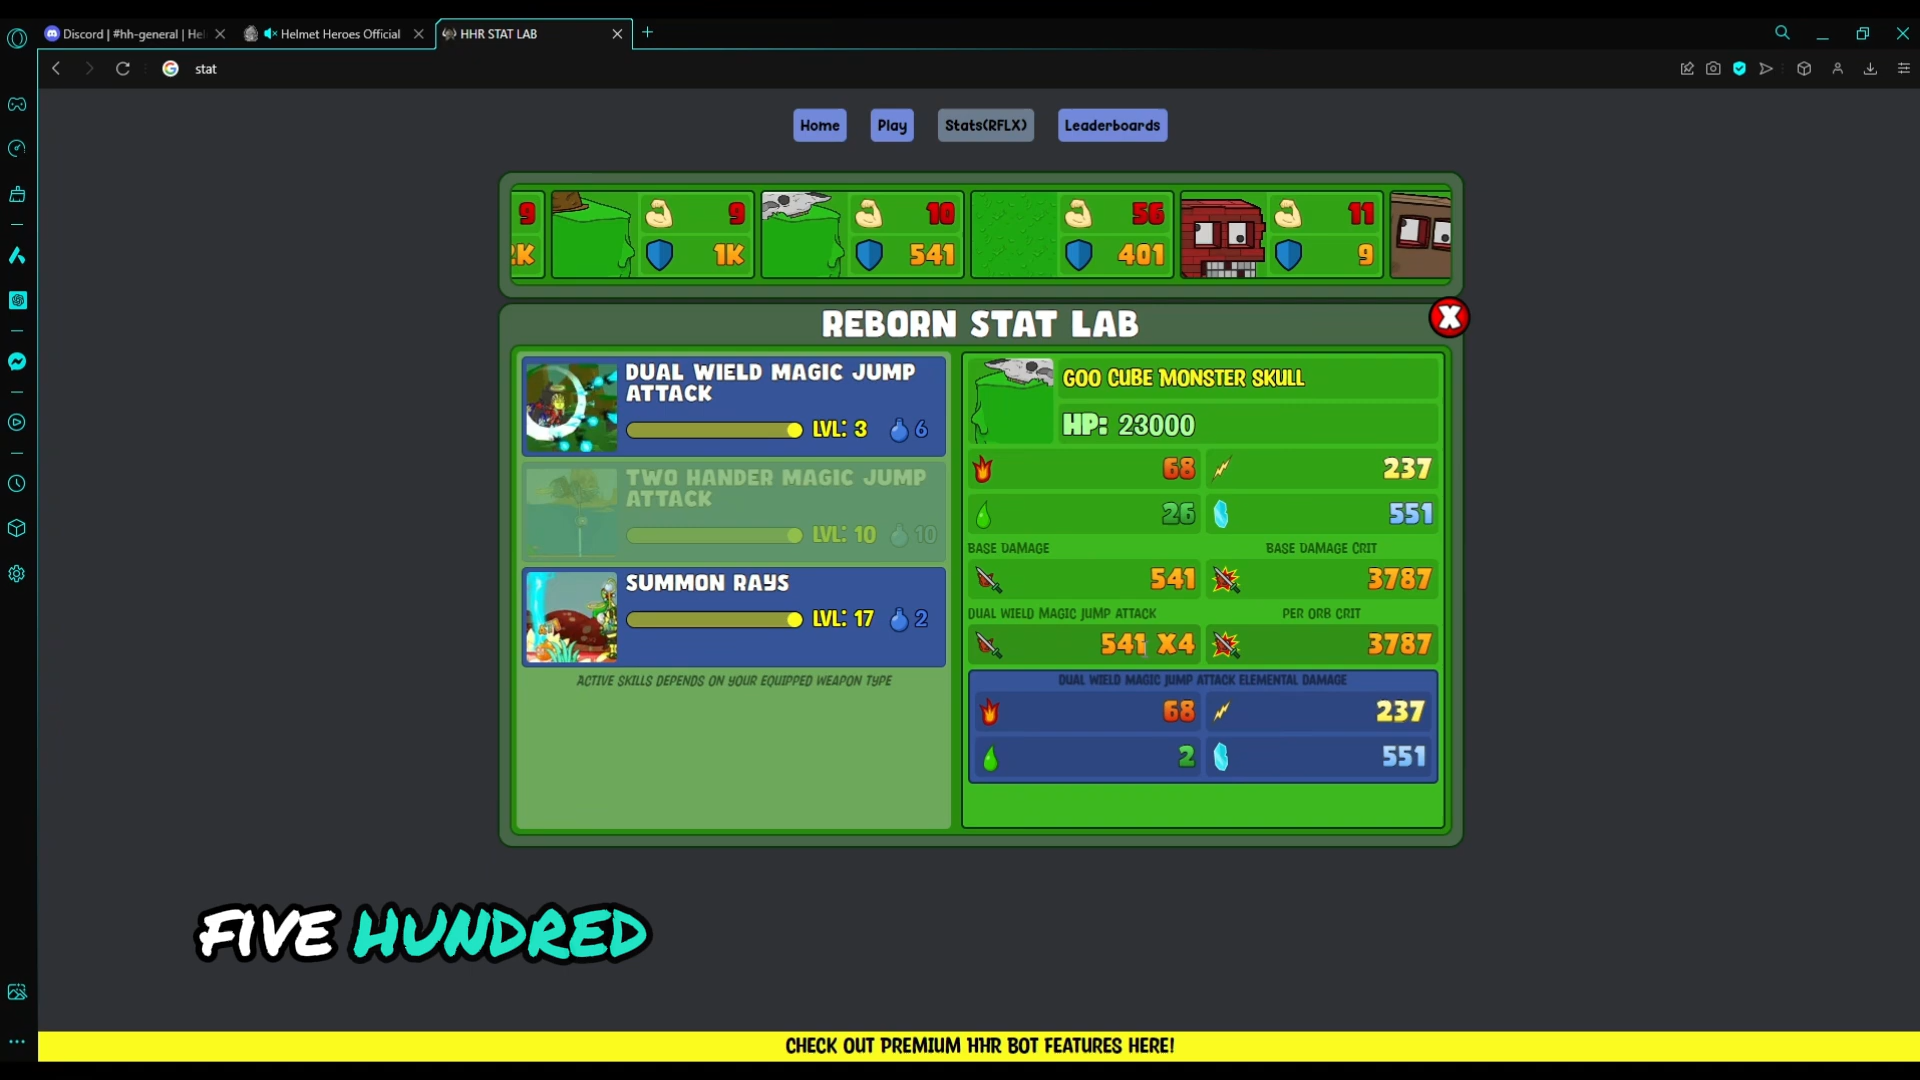 Discord | #hh-general | He
Helmet Heroes Official
HHR STAT LAB
stat
Home
Play
Stats(RFLX)
Leaderboards
9
9
10
56
11
2K
1K
541
401
9
REBORN STAT LAB
X
DUAL WIELD MAGIC JUMP
ATTACK
LVL: 3
6
TWO HANDER MAGIC JUMP
ATTACK
LVL: 10
10
SUMMON RAYS
LVL: 17
2
ACTIVE SKILLS DEPENDS ON YOUR EQUIPPED WEAPON TYPE
GOO CUBE MONSTER SKULL
HP: 23000
68
237
26
551
BASE DAMAGE
BASE DAMAGE CRIT
541
3787
DUAL WIELD MAGIC JUMP ATTACK
PER ORB CRIT
541 X4
3787
DUAL WIELD MAGIC JUMP ATTACK ELEMENTAL DAMAGE
68
237
2
551
FIVE HUNDRED
CHECK OUT PREMIUM HHR BOT FEATURES HERE!